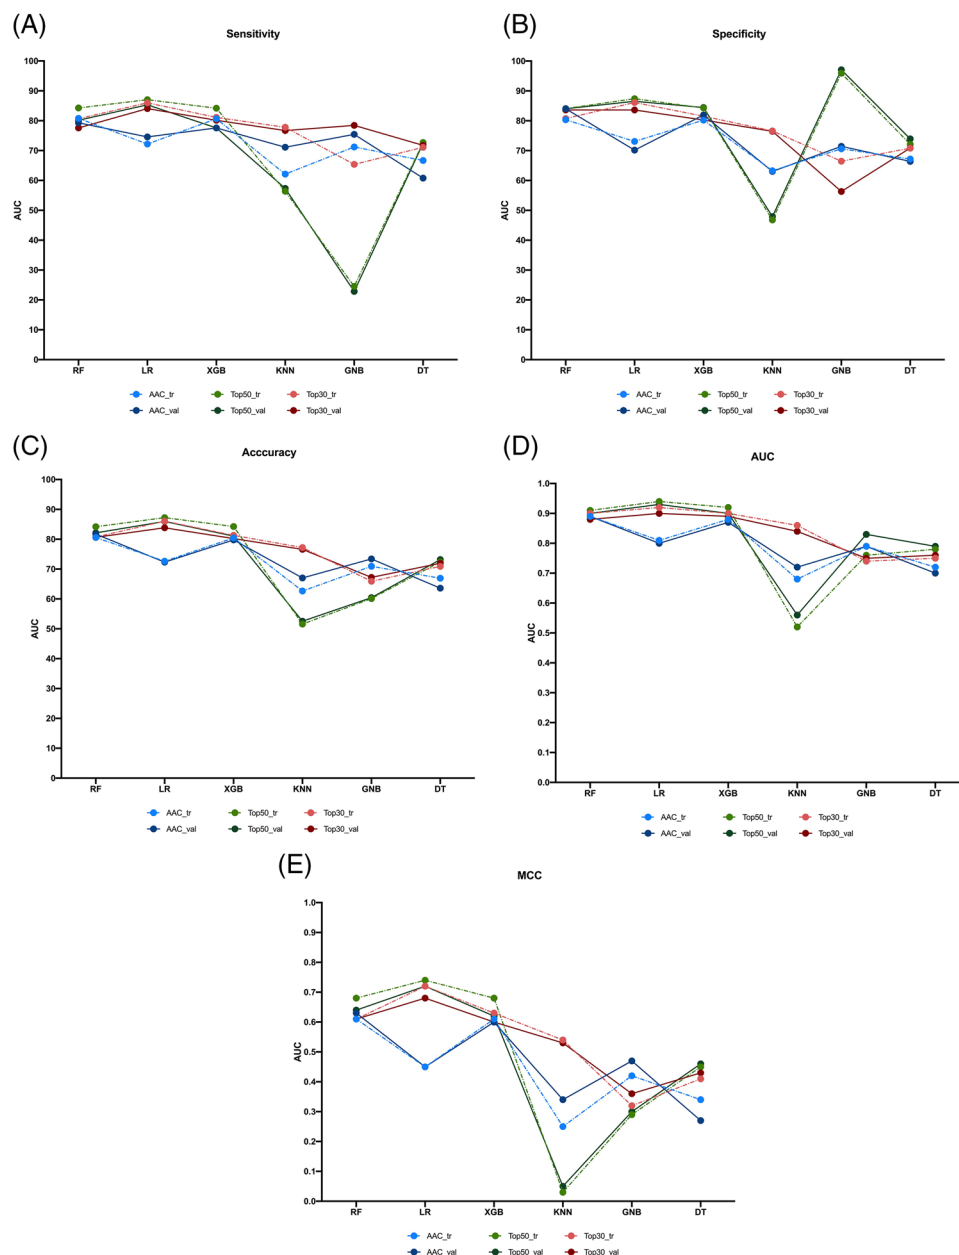 (A)
Sensitivity
100
90
80
70
60
50
40
30
20
10
0
AUC
RF LR XGB KNN GNB DT
AAC_tr Top50_tr Top30_tr
AAC_val Top50_val Top30_val
(B)
Specificity
100
90
80
70
60
50
40
30
20
10
0
AUC
RF LR XGB KNN GNB DT
AAC_tr Top50_tr Top30_tr
AAC_val Top50_val Top30_val
(C)
Acccuracy
100
90
80
70
60
50
40
30
20
10
0
AUC
RF LR XGB KNN GNB DT
AAC_tr Top50_tr Top30_tr
AAC_val Top50_val Top30_val
(D)
AUC
1.0
0.9
0.8
0.7
0.6
0.5
0.4
0.3
0.2
0.1
0.0
AUC
RF LR XGB KNN GNB DT
AAC_tr Top50_tr Top30_tr
AAC_val Top50_val Top30_val
(E)
MCC
1.0
0.9
0.8
0.7
0.6
0.5
0.4
0.3
0.2
0.1
0.0
AUC
RF LR XGB KNN GNB DT
AAC_tr Top50_tr Top30_tr
AAC_val Top50_val Top30_val